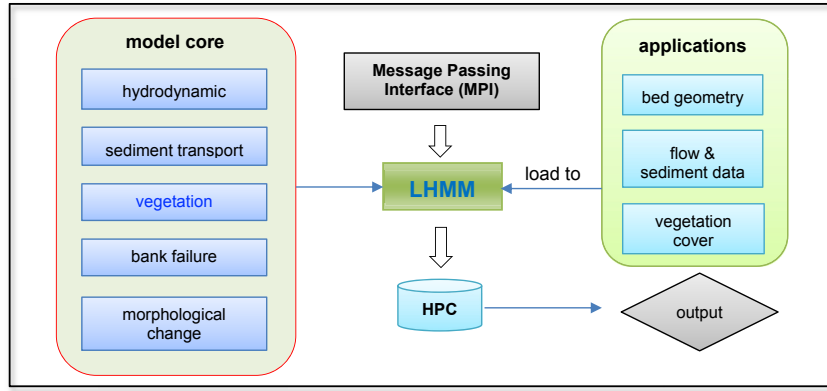 model core
hydrodynamic
sediment transport
vegetation
bank failure
morphological
change
Message Passing
Interface (MPI)
LHMM
HPC
load to
applications
bed geometry
flow &
sediment data
vegetation
cover
output